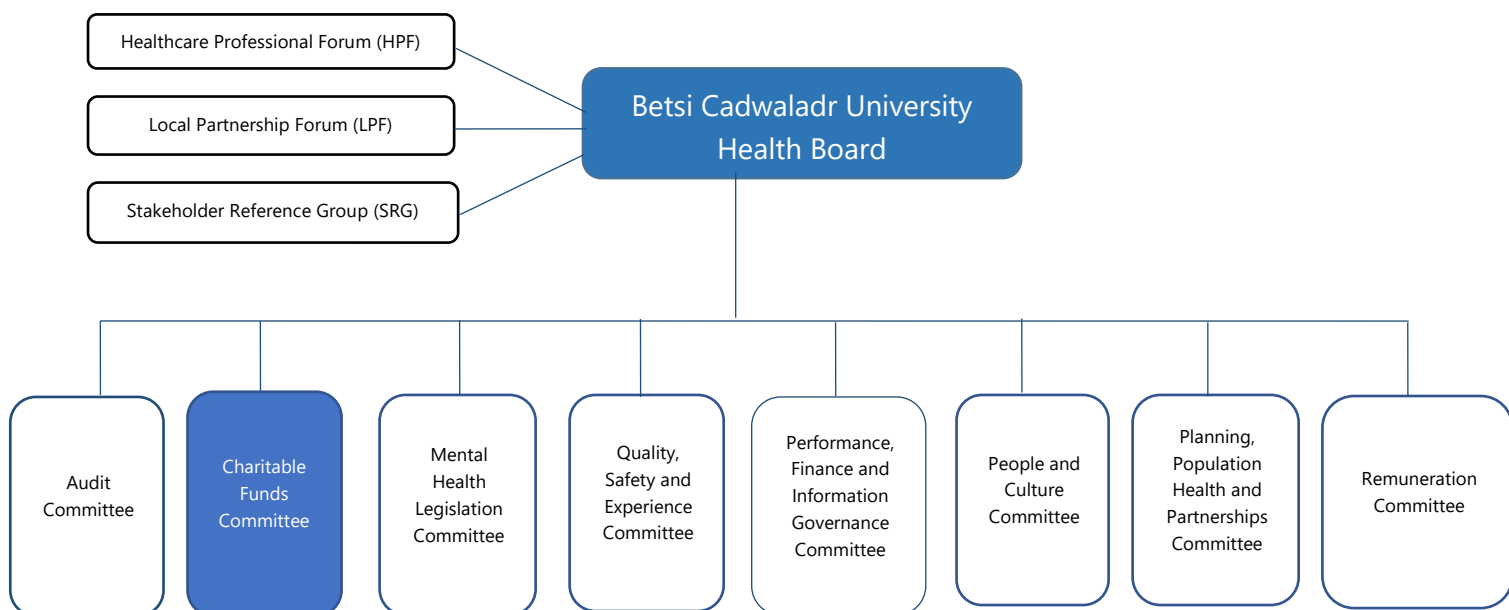 Healthcare Professional Forum (HPF)
Local Partnership Forum (LPF)
Stakeholder Reference Group (SRG)
Betsi Cadwaladr University
Health Board
Audit
Committee
Charitable
Funds
Committee
Mental
Health
Legislation
Committee
Quality,
Safety and
Experience
Committee
Performance,
Finance and
Information
Governance
Committee
People and
Culture
Committee
Planning,
Population
Health and
Partnerships
Committee
Remuneration
Committee